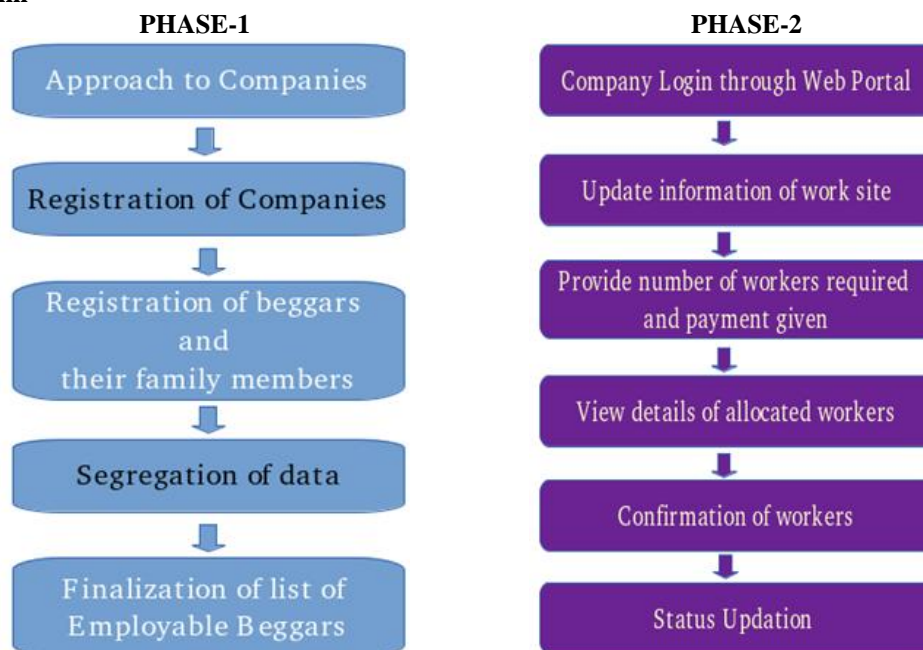 PHASE-1
Approach to Companies
Registration of Companies
Registration of beggars
and
their family members
Segregation of data
Finalization of list of
Employable Beggars
PHASE-2
Company Login through Web Portal
Update information of work site
Provide number of workers required
and payment given
View details of allocated workers
Confirmation of workers
Status Updation